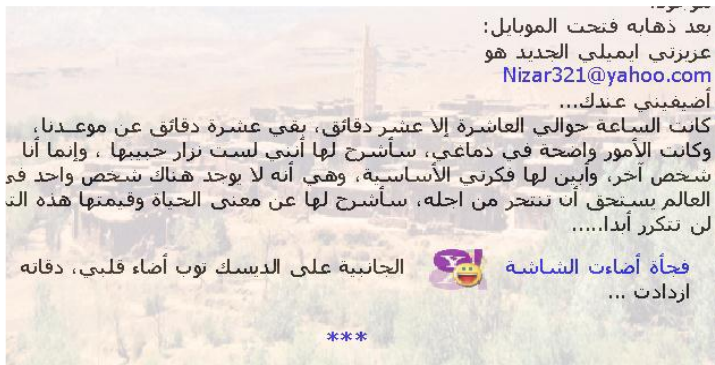 بعد ذهابه فتحت الموبايل:
عزيزتي ايميلي الجديد هو
Nizar321@yahoo.com
أضيفيني عندك...
كانت الساعة حوالي العاشرة إلا عشر دقائق، بقي عشرة دقائق عن موعـدنا،
وكانت الأمور واضحة في دماغي، سأشرح لها أنني لست نزار حبيبها ، وإنما أنا
شخص آخر، وأبين لها فكرتي الأساسية، وهي أنه لا يوجد هناك شخص واحد في
العالم يستحق أن تنتحر من اجله، سأشرح لها عن معنى الحياة وقيمتها هذه
لن تتكرر أبدا.....
فجأة أضاءت الشاشة الجانبية على الديسك توب أضاء قلبي، دقاته
ازدادت ...
***